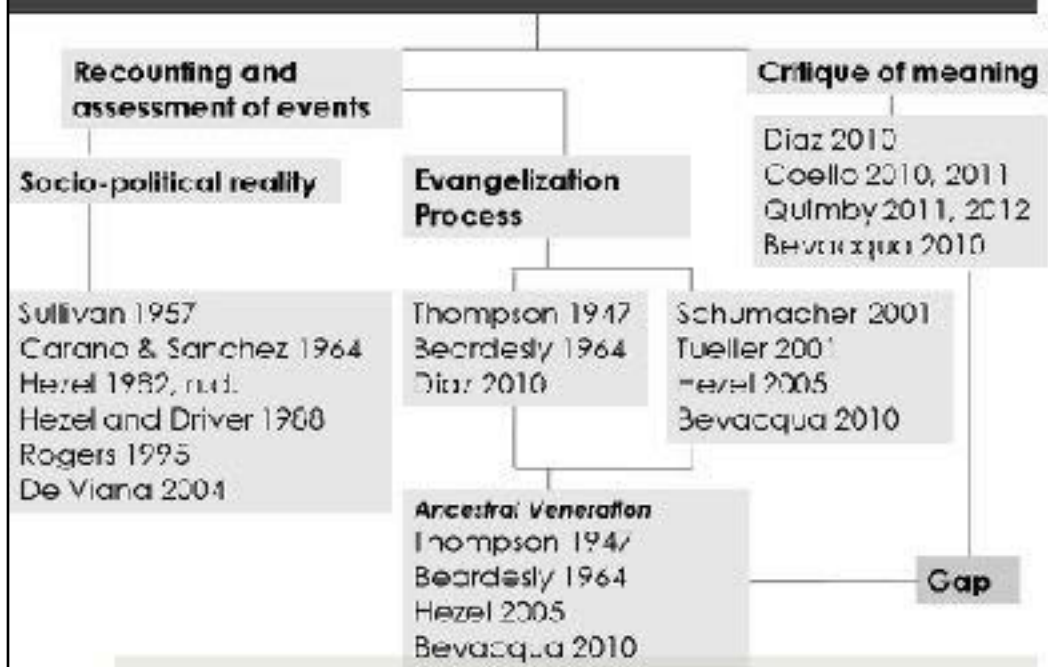 Recounting and
assessment of events
Critique of meaning
Socio-political reality
Evangelization
Process
Diaz 2010
Coello 2010, 2011
Quimby 2011, 2012
Bevacqua 2010
Sullivan 1957
Carano & Sanchez 1964
Hezel 1982, n.d.
Hezel and Driver 1988
Rogers 1995
De Viana 2004
Thompson 1947
Beardesly 1964
Diaz 2010
Schumacher 2001
Tueller 2001
Hezel 2005
Bevacqua 2010
Ancestral Veneration
Thompson 1947
Beardesly 1964
Hezel 2005
Bevacqua 2010
Gap